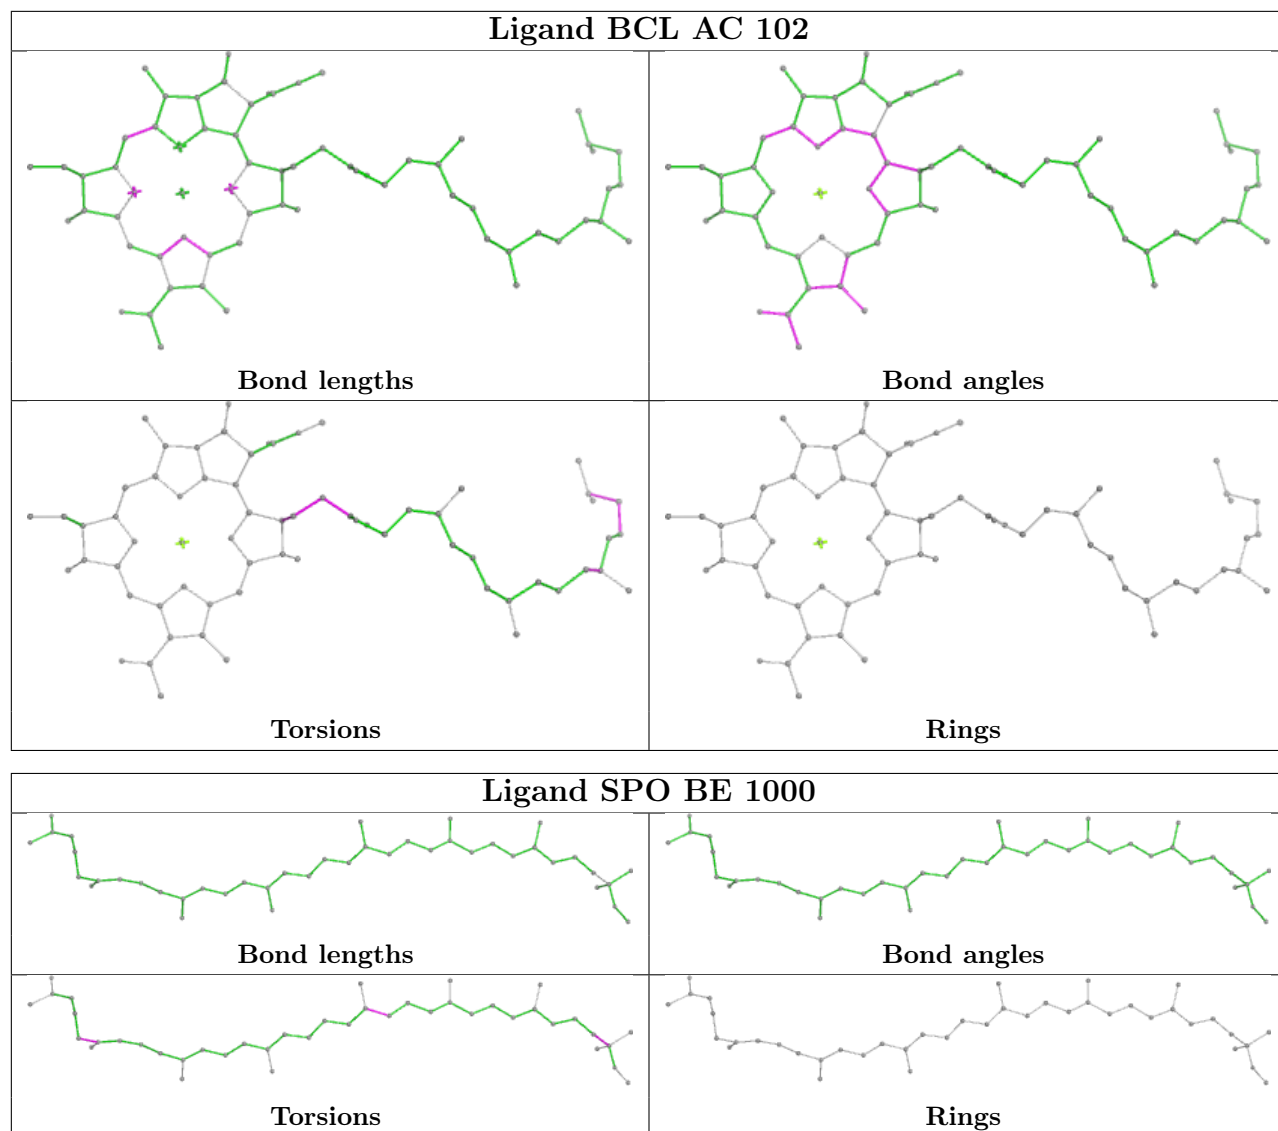 Ligand BCL AC 102
Bond lengths
Bond angles
Torsions
Rings
Ligand SPO BE 1000
Bond lengths
Bond angles
Torsions
Rings